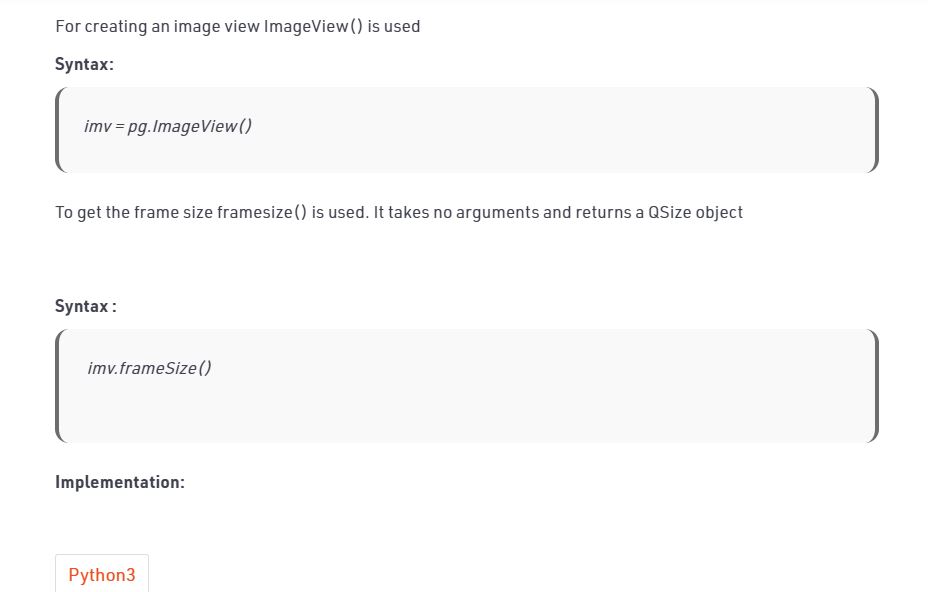 For creating an image view ImageView() is used
Syntax:
imv = pg.ImageView()
To get the frame size framesize() is used. It takes no arguments and returns a QSize object
Syntax :
imv.frameSize()
Implementation:
Python3